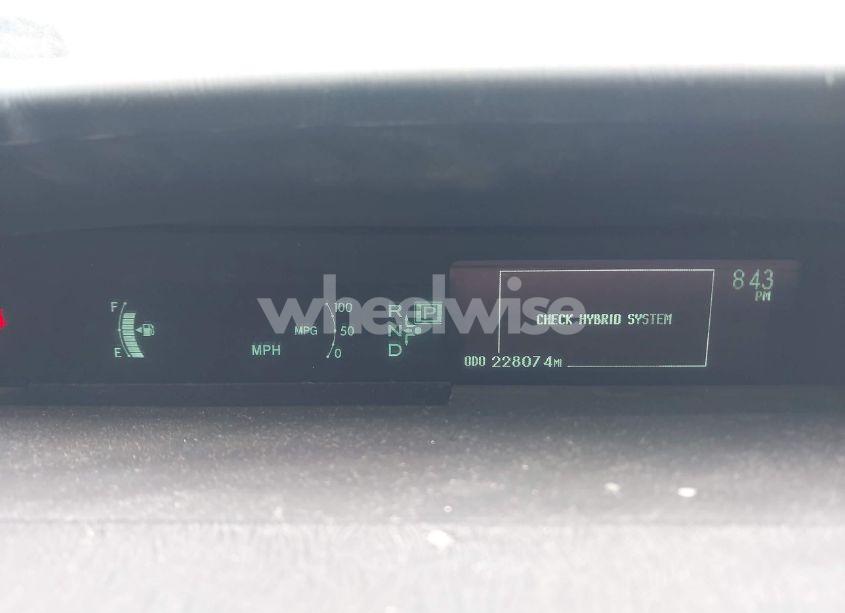 843
PM
F
E
MPH
MPG
100
50
0
R
N
D
P
CHECK HYBRID SYSTEM
ODO 228074 MI
wheelwise